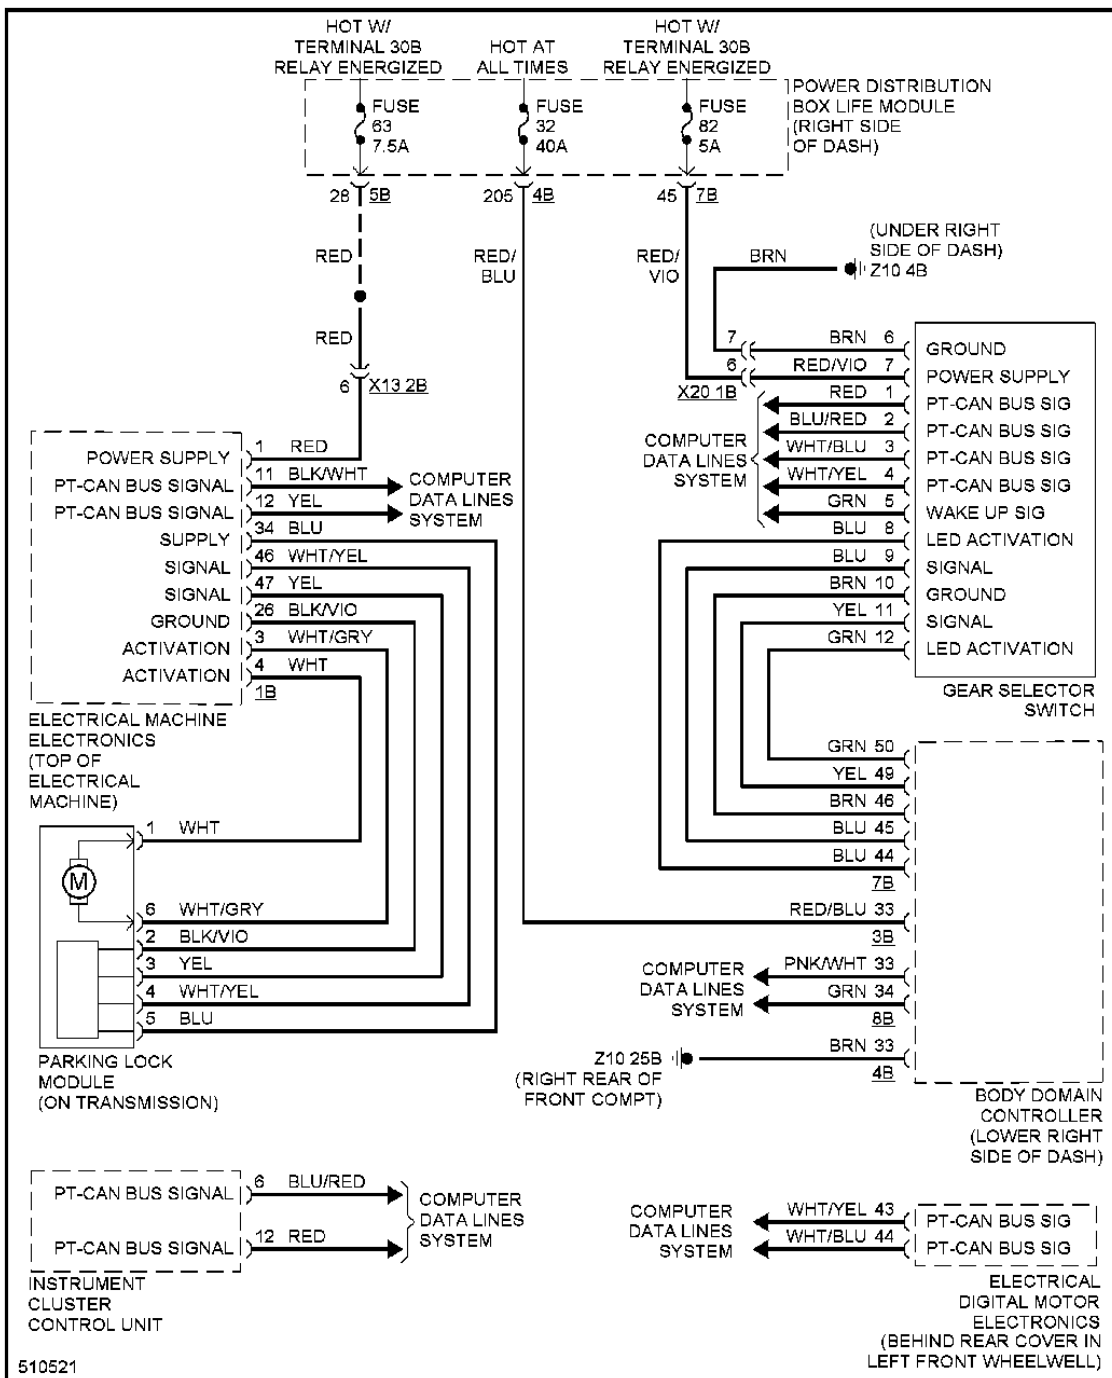 HOT W/
TERMINAL 30B
RELAY ENERGIZED
HOT AT
ALL TIMES
HOT W/
TERMINAL 30B
RELAY ENERGIZED
FUSE
63
7.5A
FUSE
32
40A
FUSE
82
5A
POWER DISTRIBUTION
BOX LIFE MODULE
(RIGHT SIDE
OF DASH)
28 5B
205 4B
45 7B
RED
RED/
BLU
RED/
VIO
BRN
(UNDER RIGHT
SIDE OF DASH)
Z10 4B
RED
6 X13 2B
7
6
X20 1B
BRN 6 GROUND
RED/VIO 7 POWER SUPPLY
RED 1 PT-CAN BUS SIG
BLU/RED 2 PT-CAN BUS SIG
WHT/BLU 3 PT-CAN BUS SIG
WHT/YEL 4 PT-CAN BUS SIG
GRN 5 WAKE UP SIG
BLU 8 LED ACTIVATION
BLU 9 SIGNAL
BRN 10 GROUND
YEL 11 SIGNAL
GRN 12 LED ACTIVATION
COMPUTER
DATA LINES
SYSTEM
GEAR SELECTOR
SWITCH
POWER SUPPLY 1 RED
PT-CAN BUS SIGNAL 11 BLK/WHT
PT-CAN BUS SIGNAL 12 YEL
SUPPLY 34 BLU
SIGNAL 46 WHT/YEL
SIGNAL 47 YEL
GROUND 26 BLK/VIO
ACTIVATION 3 WHT/GRY
ACTIVATION 4 WHT
1B
COMPUTER
DATA LINES
SYSTEM
ELECTRICAL MACHINE
ELECTRONICS
(TOP OF
ELECTRICAL
MACHINE)
GRN 50
YEL 49
BRN 46
BLU 45
BLU 44
7B
RED/BLU 33
3B
PNK/WHT 33
GRN 34
8B
BRN 33
4B
COMPUTER
DATA LINES
SYSTEM
Z10 25B
(RIGHT REAR OF
FRONT COMPT)
BODY DOMAIN
CONTROLLER
(LOWER RIGHT
SIDE OF DASH)
1 WHT
M
6 WHT/GRY
2 BLK/VIO
3 YEL
4 WHT/YEL
5 BLU
PARKING LOCK
MODULE
(ON TRANSMISSION)
PT-CAN BUS SIGNAL 6 BLU/RED
PT-CAN BUS SIGNAL 12 RED
COMPUTER
DATA LINES
SYSTEM
INSTRUMENT
CLUSTER
CONTROL UNIT
COMPUTER
DATA LINES
SYSTEM
WHT/YEL 43 PT-CAN BUS SIG
WHT/BLU 44 PT-CAN BUS SIG
ELECTRICAL
DIGITAL MOTOR
ELECTRONICS
(BEHIND REAR COVER IN
LEFT FRONT WHEELWELL)
510521